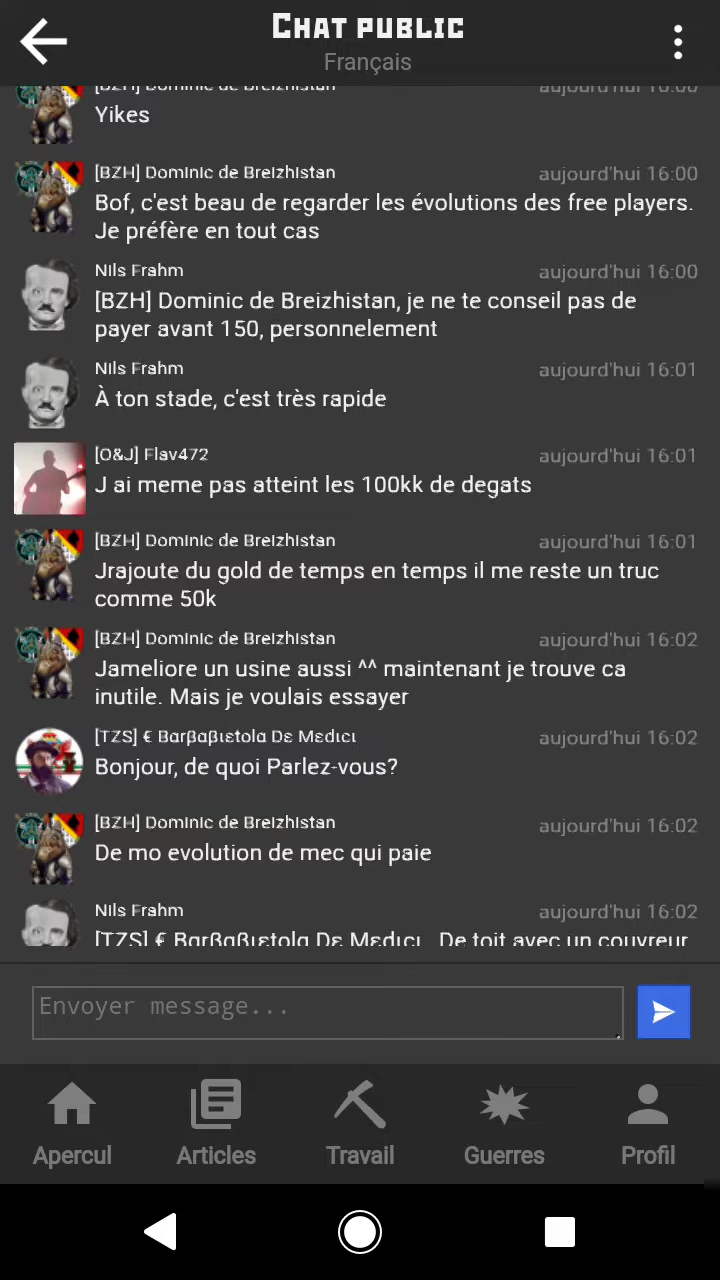 Chat public
Français
[BZH] Dominic de Breizhistan aujourd'hui 16:00
Yikes
[BZH] Dominic de Breizhistan aujourd'hui 16:00
Bof, c'est beau de regarder les évolutions des free players.
Je préfère en tout cas
Nils Frahm aujourd'hui 16:00
[BZH] Dominic de Breizhistan, je ne te conseil pas de
payer avant 150, personnelement
Nils Frahm aujourd'hui 16:01
À ton stade, c'est très rapide
[O&J] Flav472 aujourd'hui 16:01
J ai meme pas atteint les 100kk de degats
[BZH] Dominic de Breizhistan aujourd'hui 16:01
Jrajoute du gold de temps en temps il me reste un truc
comme 50k
[BZH] Dominic de Breizhistan aujourd'hui 16:02
Jameliore un usine aussi ^^ maintenant je trouve ca
inutile. Mais je voulais essayer
[TZS] € Bαrβαβιεtolα Dε Mεdιcι aujourd'hui 16:02
Bonjour, de quoi Parlez-vous?
[BZH] Dominic de Breizhistan aujourd'hui 16:02
De mo evolution de mec qui paie
Nils Frahm aujourd'hui 16:02
[TZS] € Bαrβαβιεtolα Dε Mεdιcι De toit avec un couvreur
Envoyer message...
Apercul Articles Travail Guerres Profil